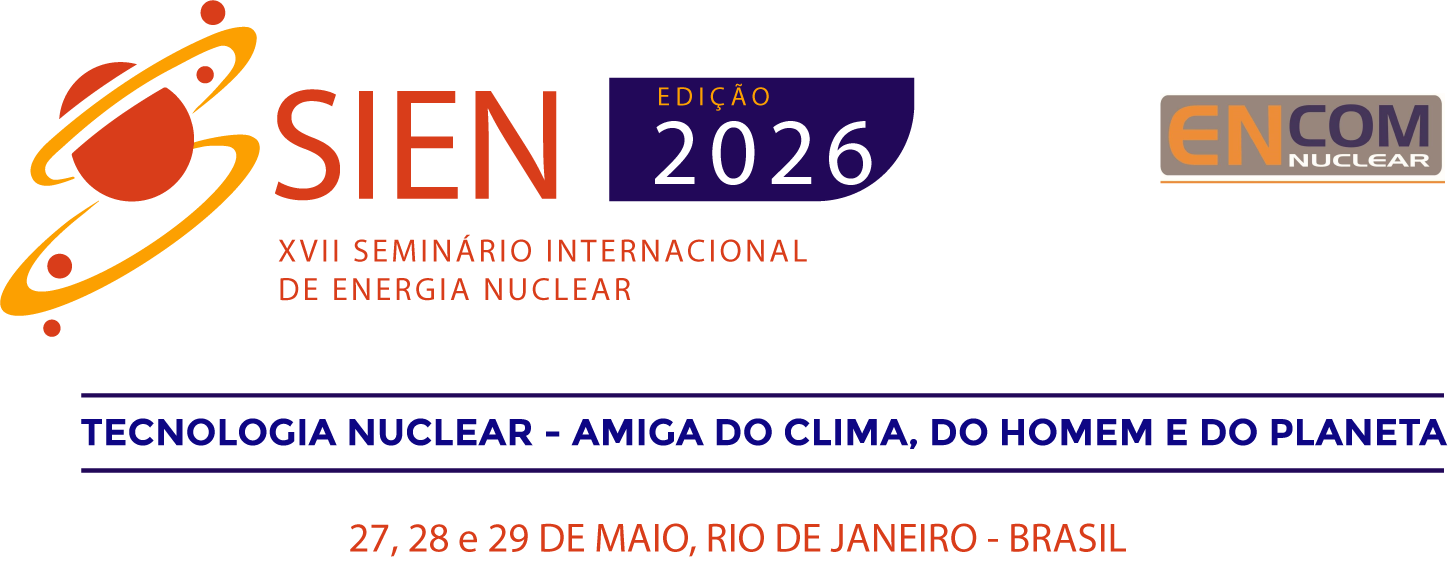 SIEN
EDIÇÃO
2026
ENCOM
NUCLEAR
XVII SEMINÁRIO INTERNACIONAL
DE ENERGIA NUCLEAR
TECNOLOGIA NUCLEAR - AMIGA DO CLIMA, DO HOMEM E DO PLANETA
27, 28 e 29 DE MAIO, RIO DE JANEIRO - BRASIL